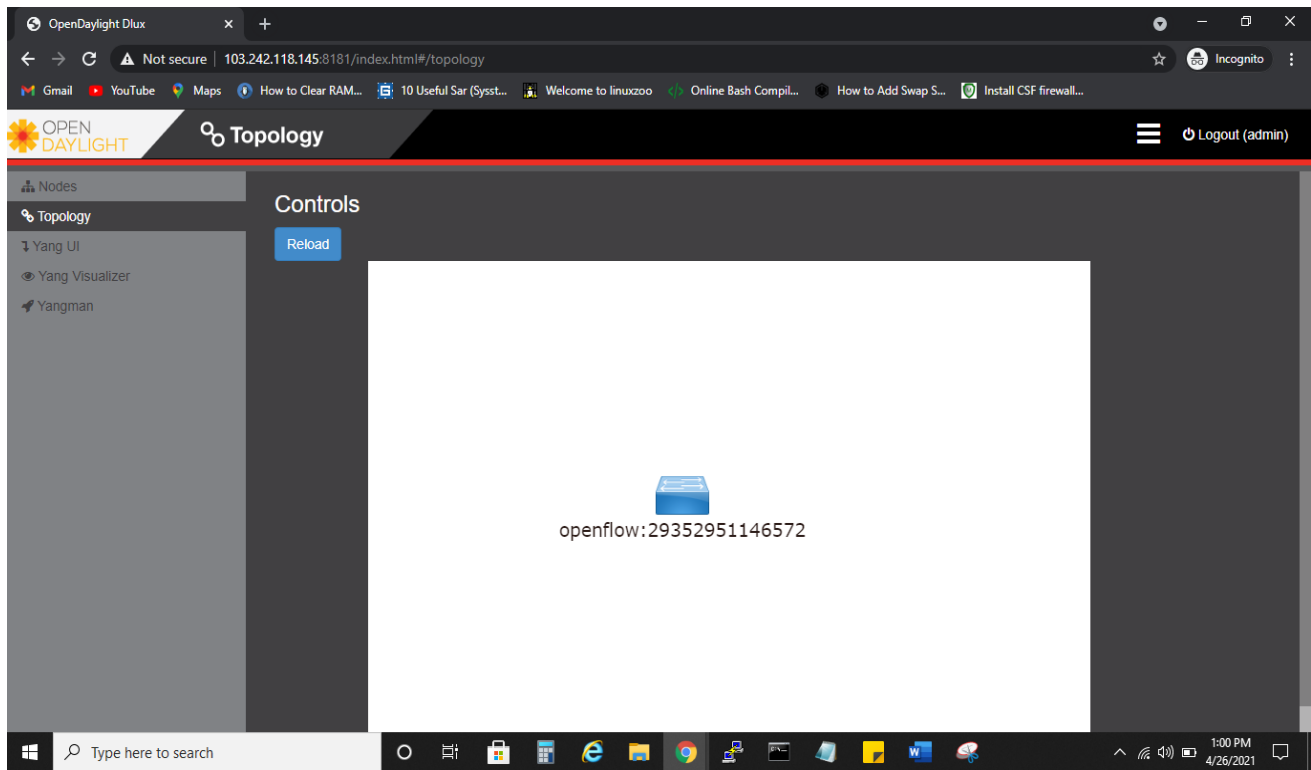 OpenDaylight Dlux
Not secure | 103.242.118.145:8181/index.html#/topology
Incognito
Gmail YouTube Maps How to Clear RAM... 10 Useful Sar (Sysst... Welcome to linuxzoo Online Bash Compil... How to Add Swap S... Install CSF firewall...
OPEN
DAYLIGHT
Topology
Logout (admin)
Nodes
Topology
Yang UI
Yang Visualizer
Yangman
Controls
Reload
openflow:29352951146572
Type here to search
1:00 PM
4/26/2021